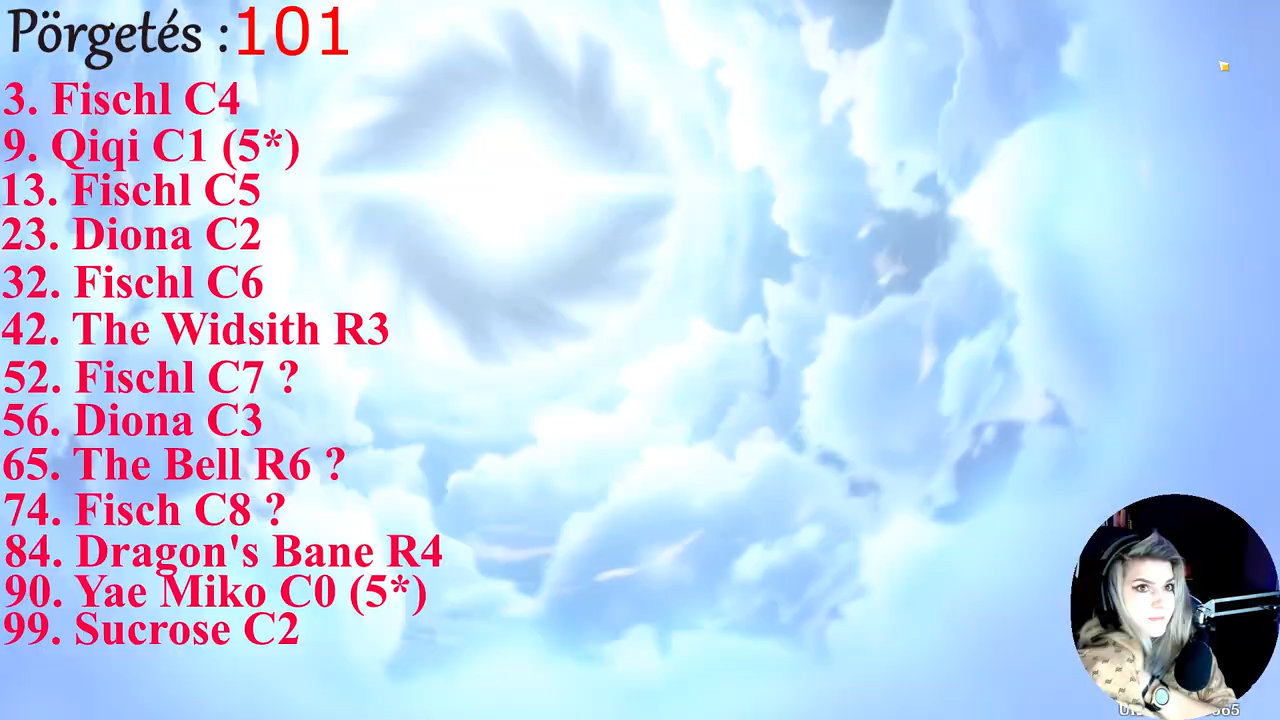 Pörgetés :101
3. Fischl C4
9. Qiqi C1 (5*)
13. Fischl C5
23. Diona C2
32. Fischl C6
42. The Widsith R3
52. Fischl C7 ?
56. Diona C3
65. The Bell R6 ?
74. Fisch C8 ?
84. Dragon's Bane R4
90. Yae Miko C0 (5*)
99. Sucrose C2